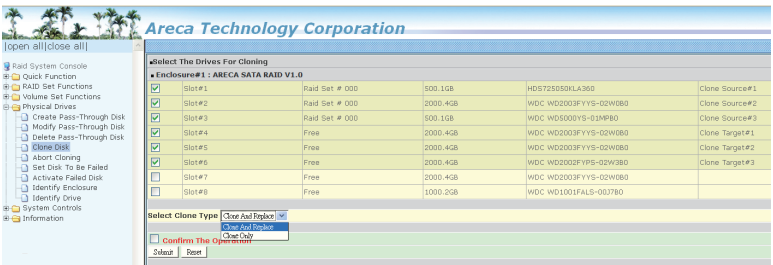 Areca Technology Corporation
|open all|close all|
Raid System Console
Quick Function
RAID Set Functions
Volume Set Functions
Physical Drives
Create Pass-Through Disk
Modify Pass-Through Disk
Delete Pass-Through Disk
Clone Disk
Abort Cloning
Set Disk To Be Failed
Activate Failed Disk
Identify Enclosure
Identify Drive
System Controls
Information
Select The Drives For Cloning
Enclosure#1 : ARECA SATA RAID V1.0
Slot#1 Raid Set # 000 500.1GB HDS725050KLA360 Clone Source#1
Slot#2 Raid Set # 000 2000.4GB WDC WD2003FYYS-02W0B0 Clone Source#2
Slot#3 Raid Set # 000 500.1GB WDC WD5000YS-01MPB0 Clone Source#3
Slot#4 Free 2000.4GB WDC WD2003FYYS-02W0B0 Clone Target#1
Slot#5 Free 2000.4GB WDC WD2003FYYS-02W0B0 Clone Target#2
Slot#6 Free 2000.4GB WDC WD2002FYPS-02W3B0 Clone Target#3
Slot#7 Free 2000.4GB WDC WD2003FYYS-02W0B0
Slot#8 Free 1000.2GB WDC WD1001FALS-00J7B0
Select Clone Type Clone And Replace
Clone And Replace
Clone Only
Confirm The Operation
Submit Reset